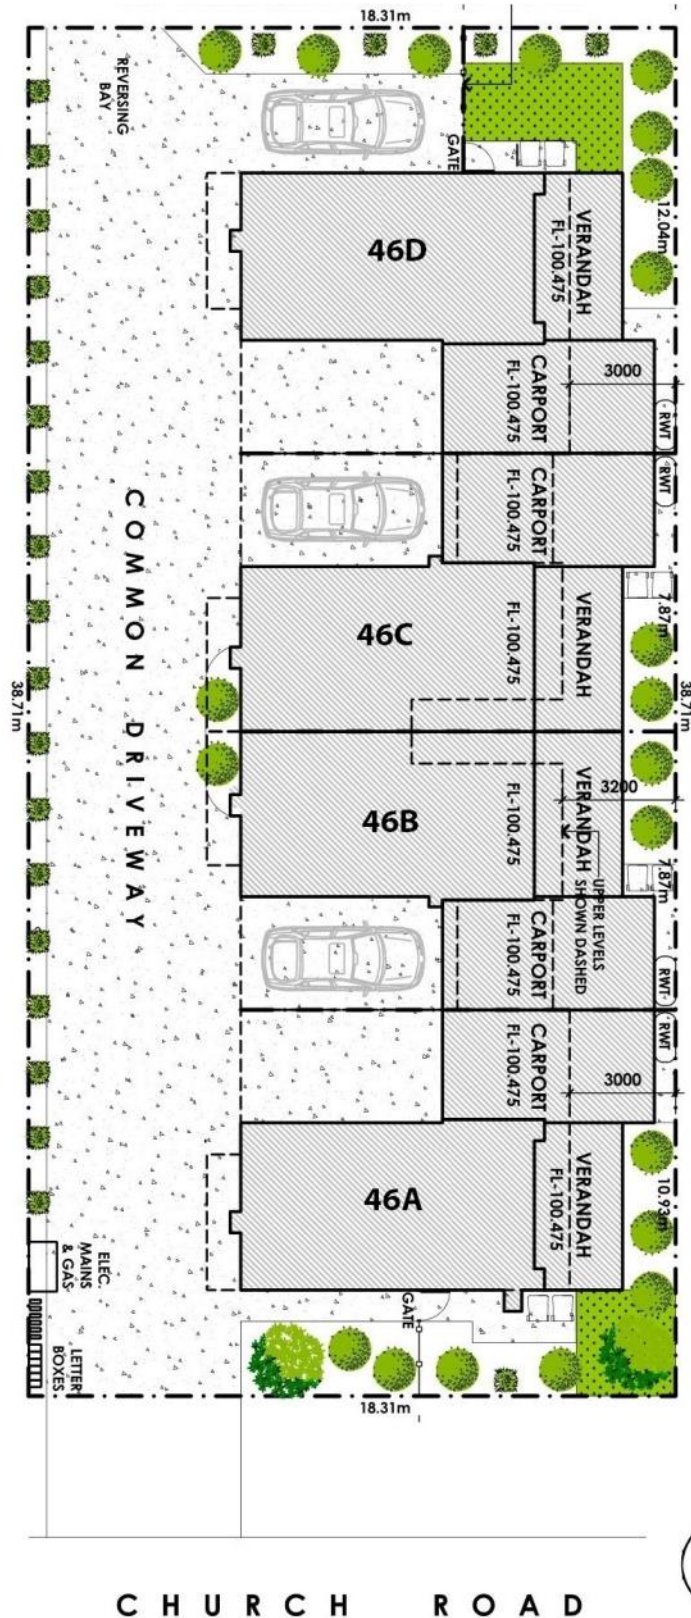 18.31m
REVERSING
BAY
GATE
12.04m
46D
VERANDAH
FL-100.475
CARPORT
FL-100.475
3000
RWT
CARPORT
FL-100.475
RWT
COMMON DRIVEWAY
46C
FL-100.475
VERANDAH
7.87m
38.71m
38.71m
46B
FL-100.475
VERANDAH
3200
UPPER LEVELS
SHOWN DASHED
7.87m
CARPORT
FL-100.475
RWT
CARPORT
FL-100.475
RWT
3000
46A
VERANDAH
FL-100.475
10.93m
ELEC.
MAINS
& GAS
GATE
LETTER
BOXES
18.31m
CHURCH ROAD